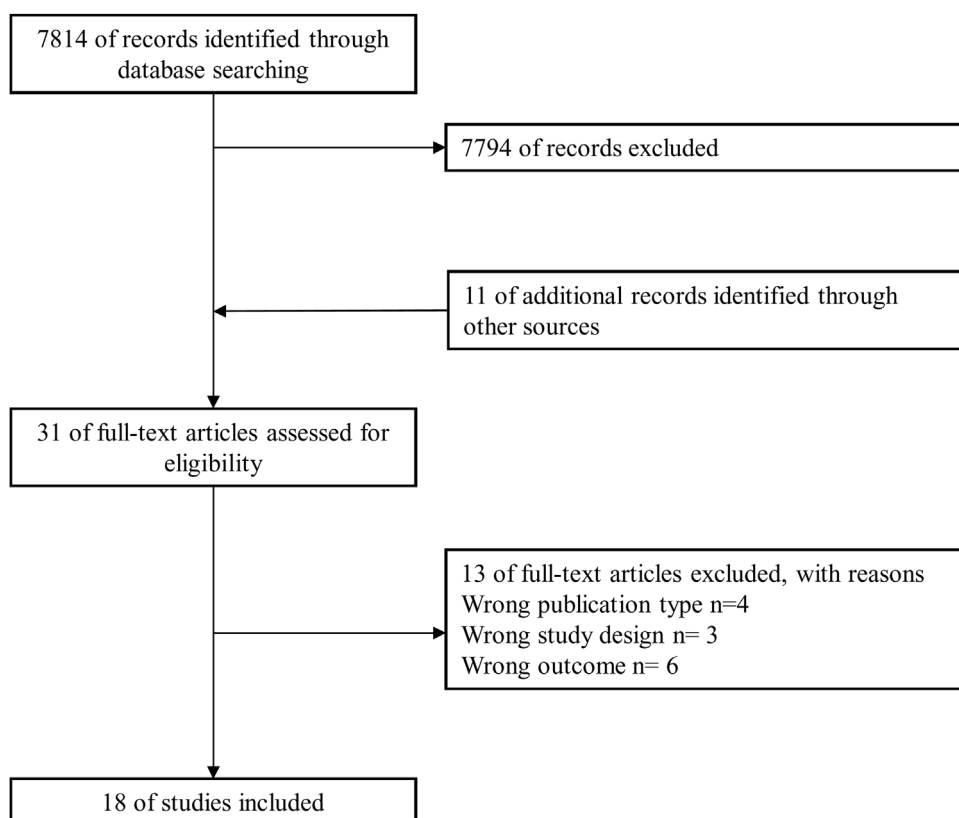 7814 of records identified through
database searching
7794 of records excluded
11 of additional records identified through
other sources
31 of full-text articles assessed for
eligibility
13 of full-text articles excluded, with reasons
Wrong publication type n=4
Wrong study design n= 3
Wrong outcome n= 6
18 of studies included